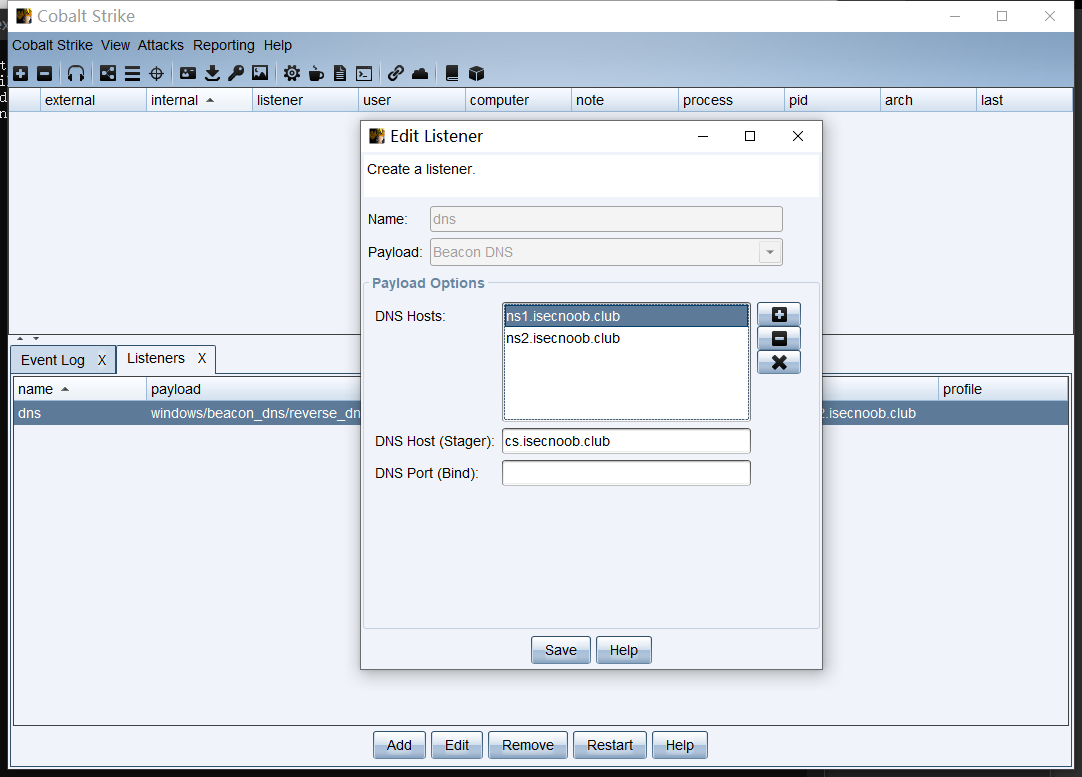 Cobalt Strike
Cobalt Strike View Attacks Reporting Help
external internal listener user computer note process pid arch last
Edit Listener
Create a listener.
Name: dns
Payload: Beacon DNS
Payload Options
DNS Hosts: ns1.isecnoob.club
ns2.isecnoob.club
DNS Host (Stager): cs.isecnoob.club
DNS Port (Bind):
Save Help
Event Log X Listeners X
name payload profile
dns windows/beacon_dns/reverse_dn 2.isecnoob.club
Add Edit Remove Restart Help